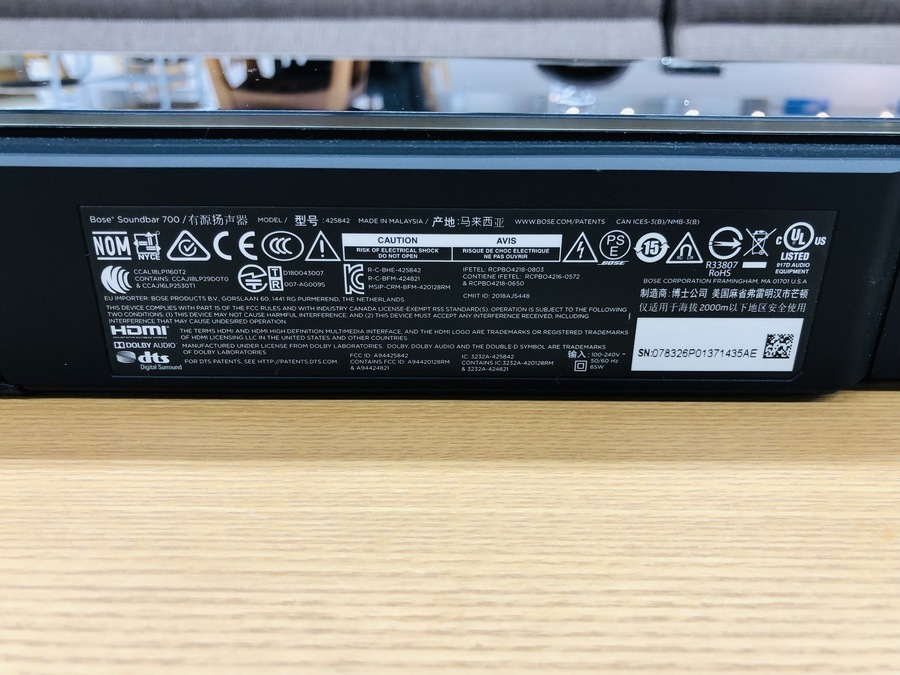 Bose® Soundbar 700 / 有源扬声器 MODEL / 型号 : 425842 MADE IN MALAYSIA / 产地:马来西亚 WWW.BOSE.COM/PATENTS CAN ICES-3(B)/NMB-3(B)
NOM
NYCE
CCC
CAUTION
RISK OF ELECTRICAL SHOCK
DO NOT OPEN
AVIS
RISQUE DE CHOC ÉLECTRIQUE
NE PAS OUVRIR
PS
E
BOSE
15
R33807
RoHS
C UL US
LISTED
917D AUDIO
EQUIPMENT
CCAL18LP1160T2
CONTAINS: CCAJ18LP29D0T0
& CCAJ16LP2530T1
T D180043007
R 007-AG0095
R-C-BHE-425842
R-C-BFM-424821
MSIP-CRM-BFM-420128RM
IFETEL: RCPBO4218-0803
CONTIENE IFETEL: RCPBO4216-0572
& RCPBO4218-0650
CMIIT ID: 2018AJ5448
BOSE CORPORATION FRAMINGHAM, MA 01701 U.S.A
制造商: 博士公司 美国麻省弗雷明汉市芒顿
仅适用于海拔 2000m以下地区安全使用
EU IMPORTER: BOSE PRODUCTS B.V., GORSLAAN 60, 1441 RG PURMEREND, THE NETHERLANDS
THIS DEVICE COMPLIES WITH PART 15 OF THE FCC RULES AND WITH INDUSTRY CANADA LICENSE-EXEMPT RSS STANDARD(S). OPERATION IS SUBJECT TO THE FOLLOWING
TWO CONDITIONS: (1) THIS DEVICE MAY NOT CAUSE HARMFUL INTERFERENCE, AND (2) THIS DEVICE MUST ACCEPT ANY INTERFERENCE RECEIVED, INCLUDING
INTERFERENCE THAT MAY CAUSE UNDESIRED OPERATION.
HDMI THE TERMS HDMI AND HDMI HIGH DEFINITION MULTIMEDIA INTERFACE, AND THE HDMI LOGO ARE TRADEMARKS OR REGISTERED TRADEMARKS
OF HDMI LICENSING LLC IN THE UNITED STATES AND OTHER COUNTRIES.
DOLBY AUDIO MANUFACTURED UNDER LICENSE FROM DOLBY LABORATORIES. DOLBY, DOLBY AUDIO AND THE DOUBLE-D SYMBOL ARE TRADEMARKS
OF DOLBY LABORATORIES
dts
Digital Surround
FOR DTS PATENTS, SEE HTTP://PATENTS.DTS.COM.
FCC ID: A94425842
CONTAINS FCC ID: A94420128RM
& A94424821
IC: 3232A-425842
CONTAINS IC:3232A-420128RM
& 3232A-424821
输入 : 100-240V ~
50/60 Hz
65W
SN:078326P01371435AE